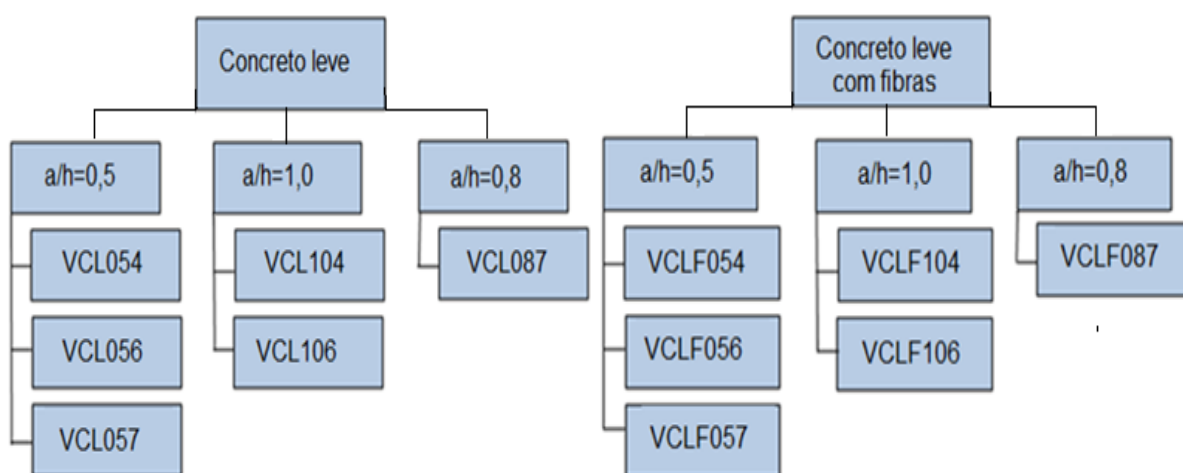 Concreto leve
a/h=0,5
a/h=1,0
a/h=0,8
VCL054
VCL104
VCL087
VCL056
VCL106
VCL057
Concreto leve
com fibras
a/h=0,5
a/h=1,0
a/h=0,8
VCLF054
VCLF104
VCLF087
VCLF056
VCLF106
VCLF057